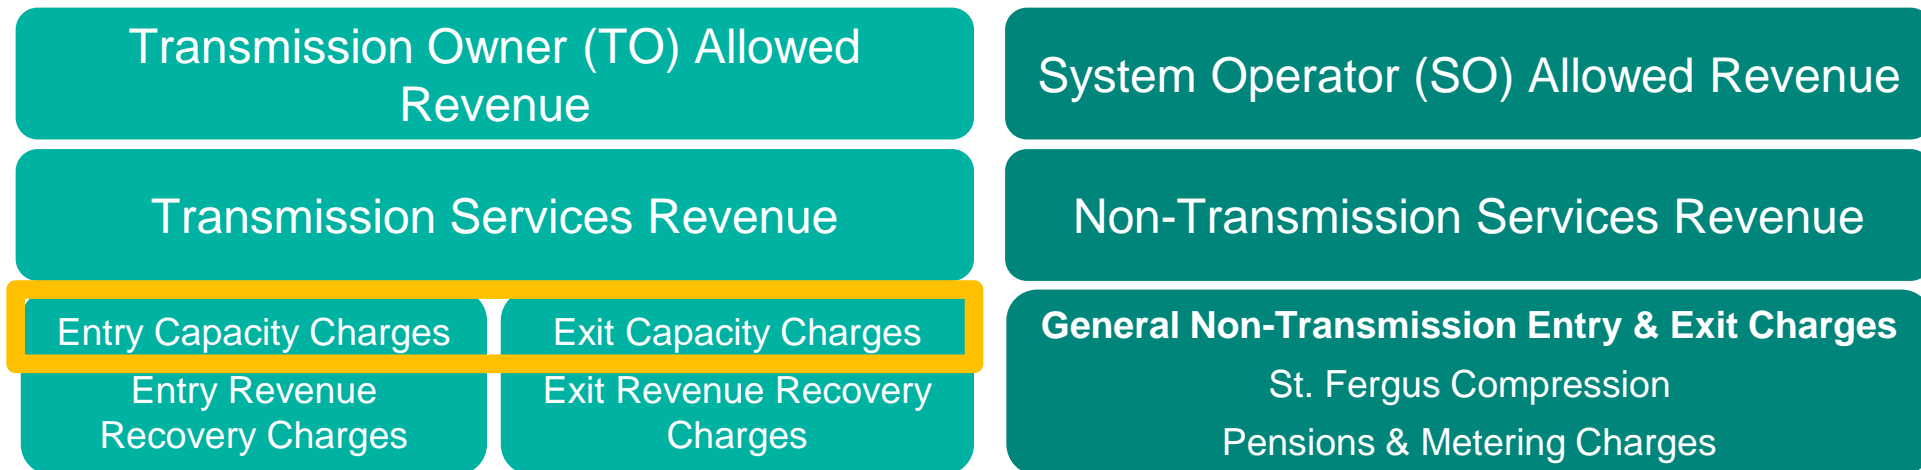 Transmission Owner (TO) Allowed
Revenue
System Operator (SO) Allowed Revenue
Transmission Services Revenue
Non-Transmission Services Revenue
Entry Capacity Charges
Entry Revenue
Recovery Charges
Exit Capacity Charges
Exit Revenue Recovery
Charges
General Non-Transmission Entry & Exit Charges
St. Fergus Compression
Pensions & Metering Charges